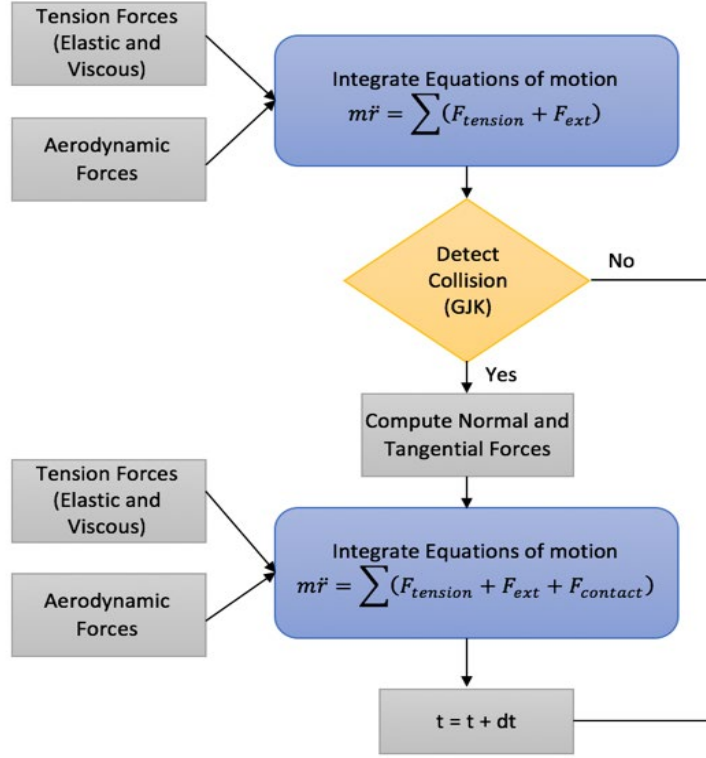 Tension Forces
(Elastic and
Viscous)
Aerodynamic
Forces
Integrate Equations of motion
mr̈ = ∑(F_tension + F_ext)
Detect
Collision
(GJK)
No
Yes
Compute Normal and
Tangential Forces
Tension Forces
(Elastic and
Viscous)
Aerodynamic
Forces
Integrate Equations of motion
mr̈ = ∑(F_tension + F_ext + F_contact)
t = t + dt